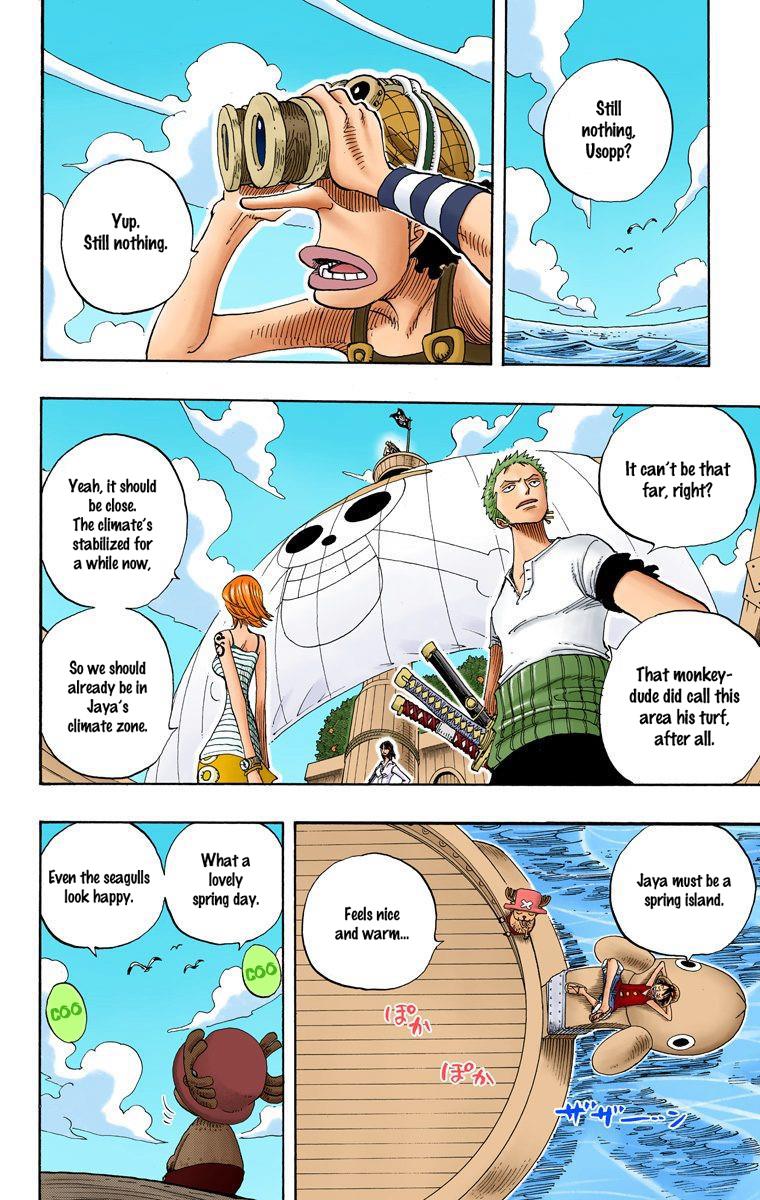 Still
nothing,
Usopp?
Yup.
Still nothing.
It can't be that
far, right?
That monkey-
dude did call this
area his turf,
after all.
Yeah, it should
be close.
The climate's
stabilized for
a while now,
So we should
already be in
Jaya's
climate zone.
Jaya must be a
spring island.
Feels nice
and warm...
ぽか
ぽか
ザザーン
What a
lovely
spring day.
Even the seagulls
look happy.
COO
COO